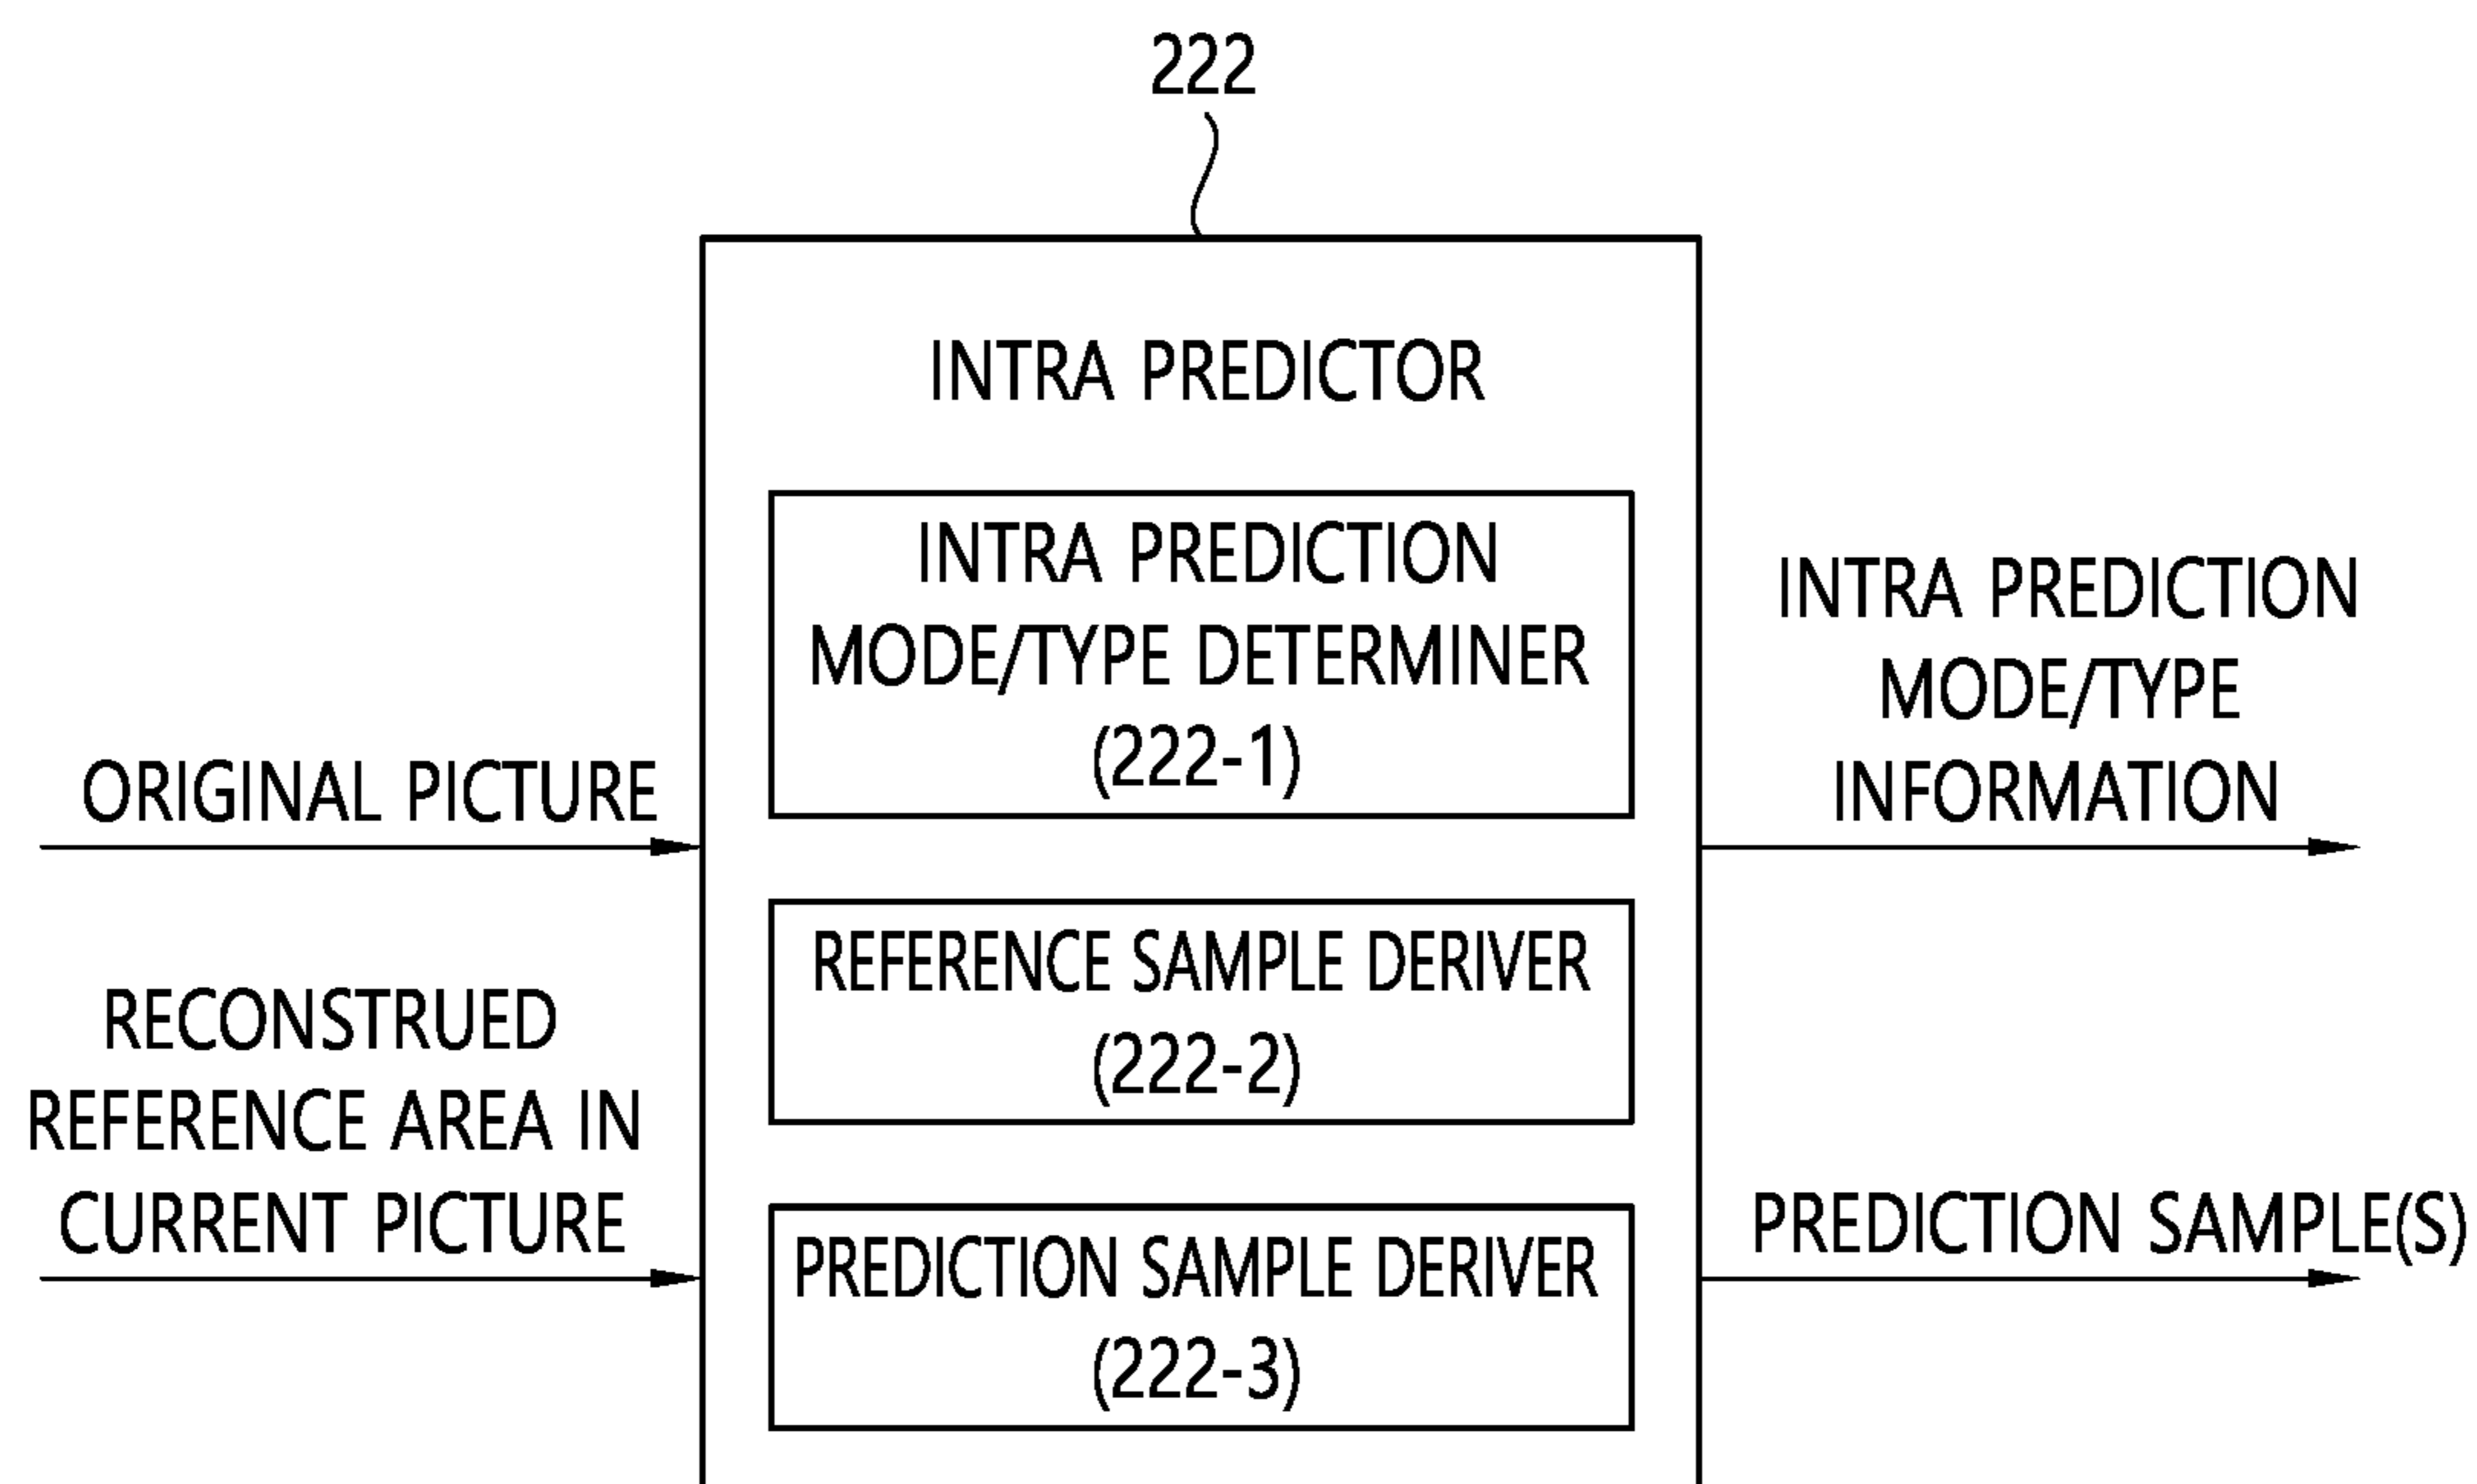 222
INTRA PREDICTOR
INTRA PREDICTION
MODE/TYPE DETERMINER
(222-1)
REFERENCE SAMPLE DERIVER
(222-2)
PREDICTION SAMPLE DERIVER
(222-3)
ORIGINAL PICTURE
RECONSTRUED
REFERENCE AREA IN
CURRENT PICTURE
INTRA PREDICTION
MODE/TYPE
INFORMATION
PREDICTION SAMPLE(S)